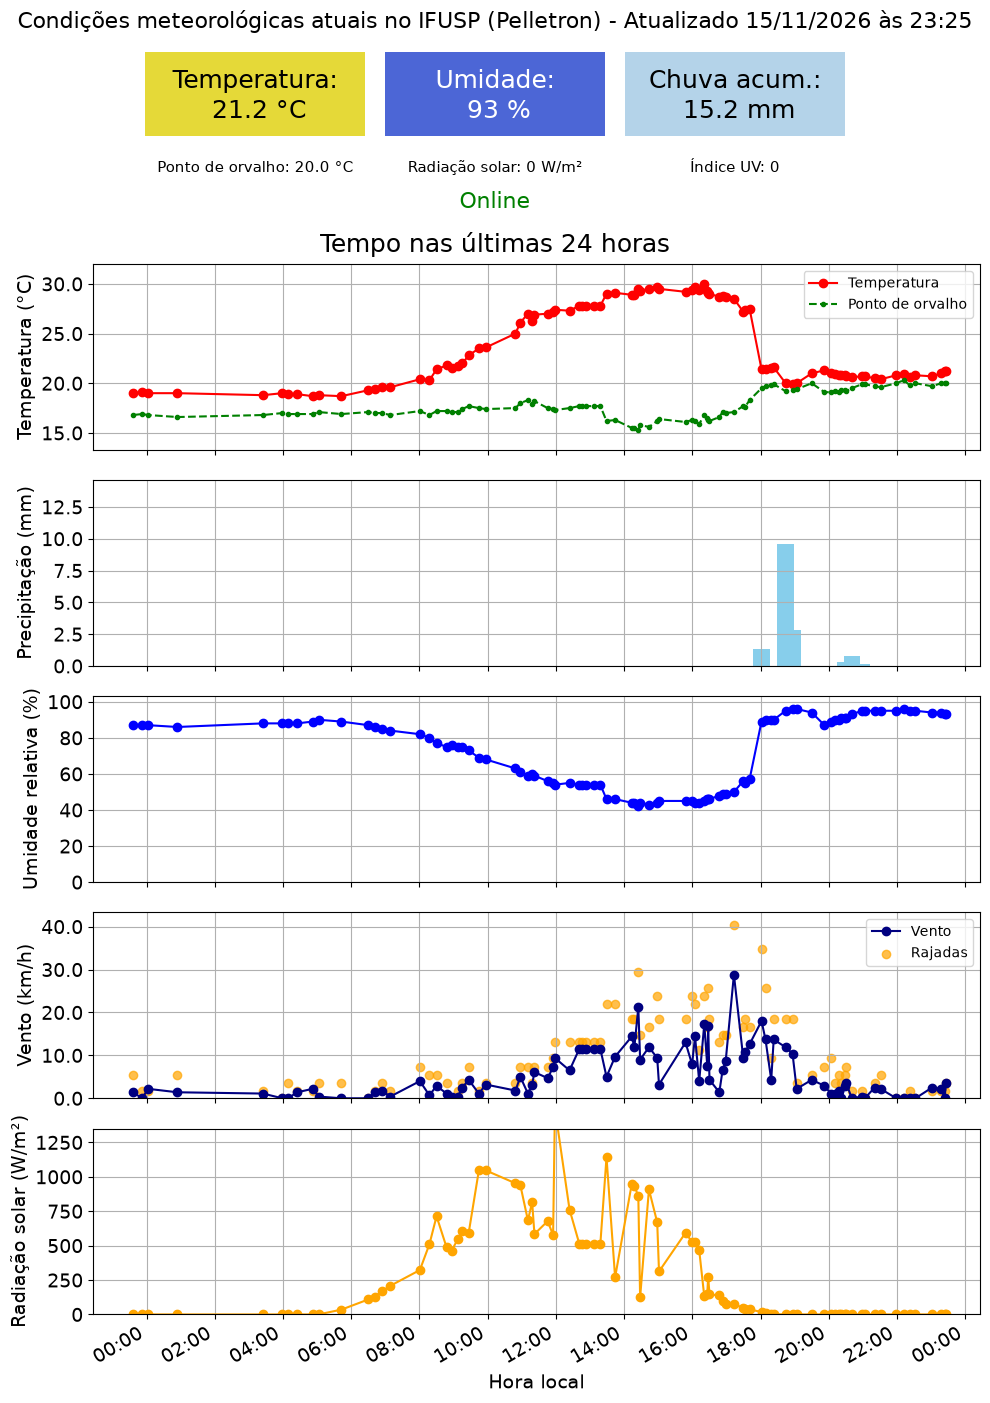 Condições meteorológicas atuais no IFUSP (Pelletron) - Atualizado 15/11/2026 às 23:25
Temperatura:
21.2 °C
Umidade:
93 %
Chuva acum.:
15.2 mm
Ponto de orvalho: 20.0 °C
Radiação solar: 0 W/m²
Índice UV: 0
Online
Tempo nas últimas 24 horas
Temperatura (°C)
30.0
25.0
20.0
15.0
Temperatura
Ponto de orvalho
Precipitação (mm)
12.5
10.0
7.5
5.0
2.5
0.0
Umidade relativa (%)
100
80
60
40
20
0
Vento (km/h)
40.0
30.0
20.0
10.0
0.0
Vento
Rajadas
Radiação solar (W/m²)
1250
1000
750
500
250
0
00:00 02:00 04:00 06:00 08:00 10:00 12:00 14:00 16:00 18:00 20:00 22:00 00:00
Hora local